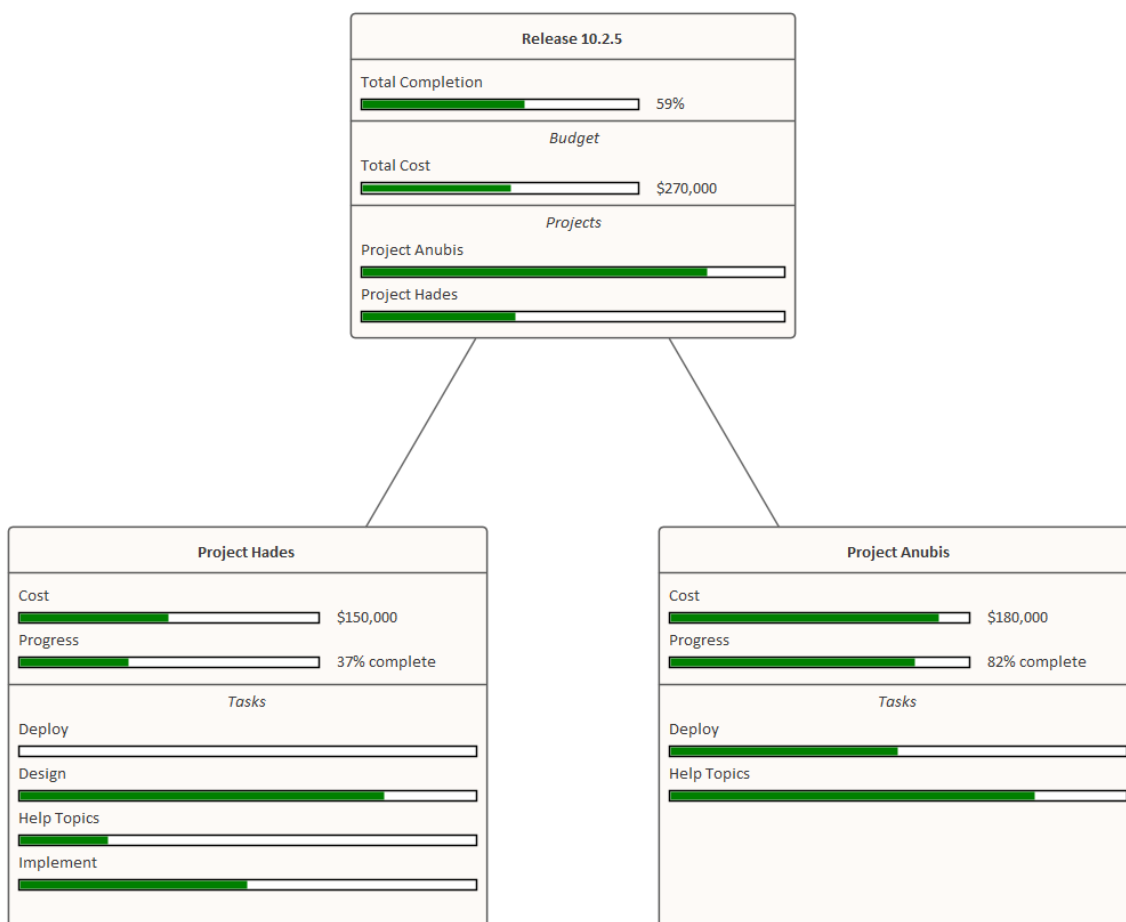 Release 10.2.5
Total Completion
59%
Budget
Total Cost
$270,000
Projects
Project Anubis
Project Hades
Project Hades
Cost
$150,000
Progress
37% complete
Tasks
Deploy
Design
Help Topics
Implement
Project Anubis
Cost
$180,000
Progress
82% complete
Tasks
Deploy
Help Topics